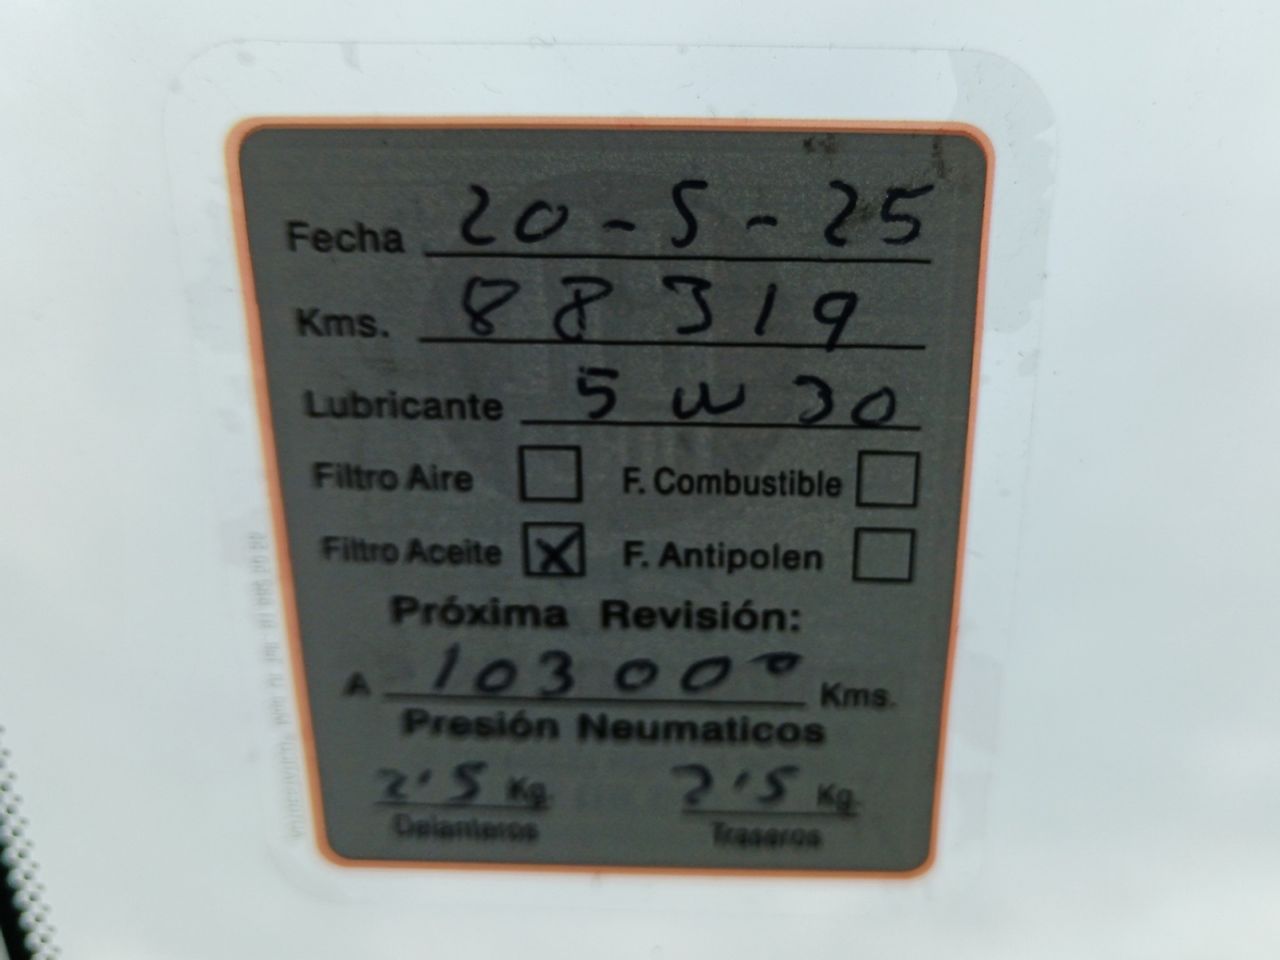 Fecha 20-5-25
Kms. 88319
Lubricante 5w30
Filtro Aire F. Combustible
Filtro Aceite X F. Antipolen
Próxima Revisión:
A 103000 Kms.
Presión Neumaticos
2'5 Kg. 2'5 Kg.
Delanteros Traseros